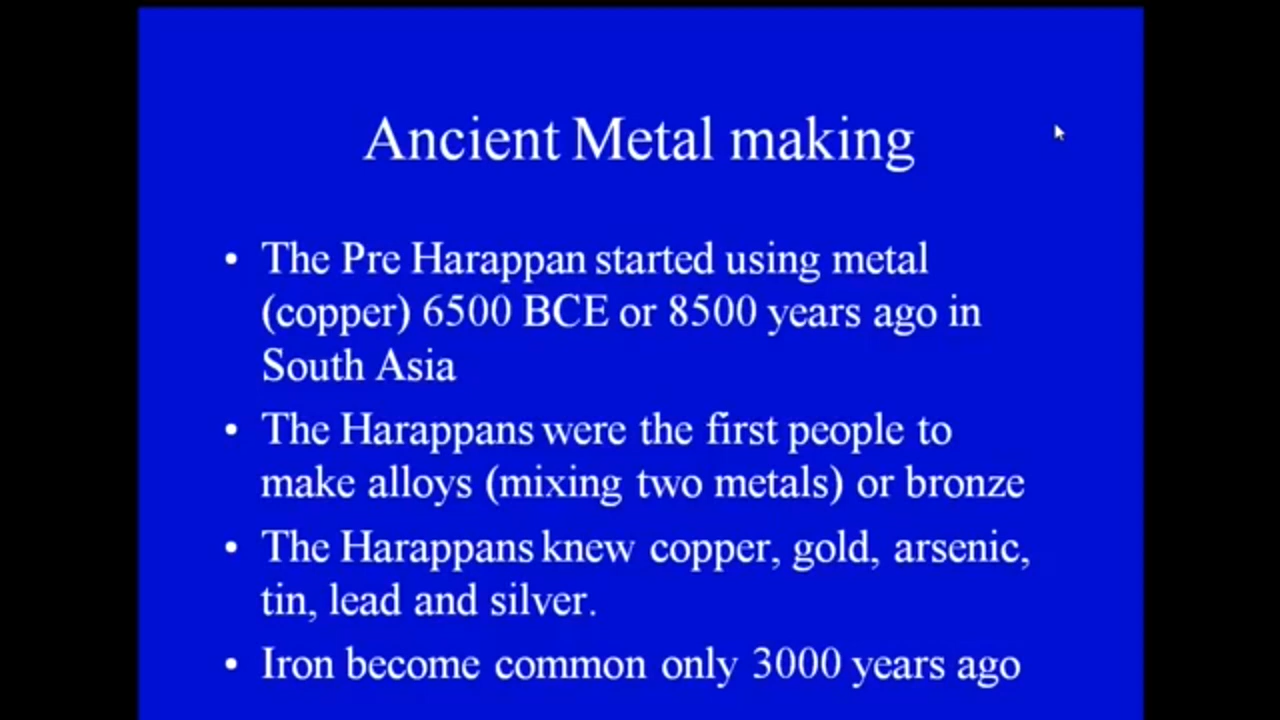 Ancient Metal making
• The Pre Harappan started using metal
(copper) 6500 BCE or 8500 years ago in
South Asia
• The Harappans were the first people to
make alloys (mixing two metals) or bronze
• The Harappans knew copper, gold, arsenic,
tin, lead and silver.
• Iron become common only 3000 years ago